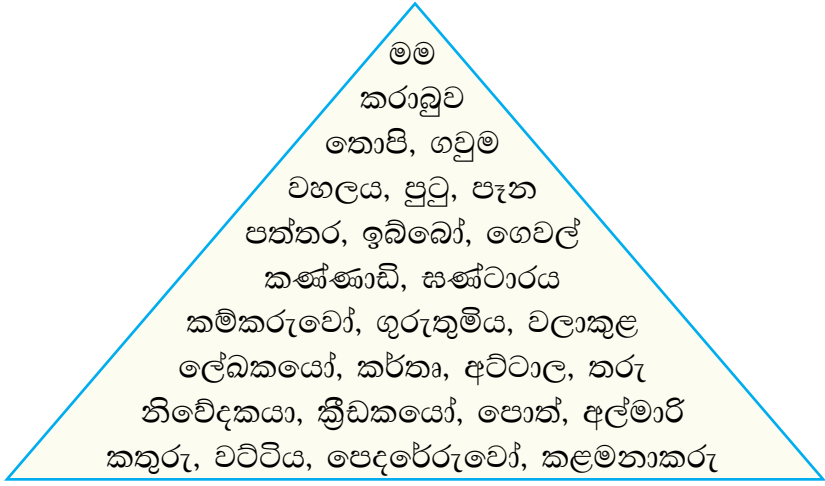 මම
කරාබුව
තොපි, ගවුම
වහලය, පුටු, පෑන
පත්තර, ඉබ්බෝ, ගෙවල්
කණ්ණාඩි, ඝණ්ටාරය
කම්කරුවෝ, ගුරුතුමිය, වලාකුළ
ලේඛකයෝ, කර්තෘ, අට්ටාල, තරු
නිවේදකයා, ක්‍රීඩකයෝ, පොත්, අල්මාරි
කතුරු, වට්ටිය, පෙදරේරුවෝ, කළමනාකරු